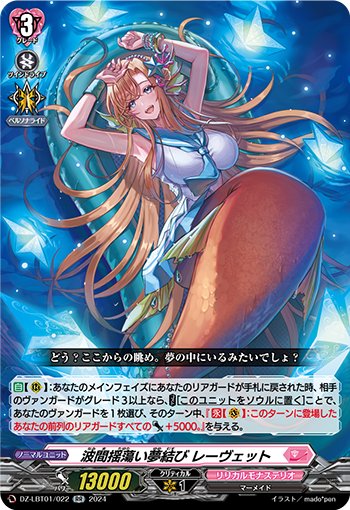 3
グレード
ツインドライブ
ペルソナライド
どう?ここからの眺め。夢の中にいるみたいでしょ?
自【R】:あなたのメインフェイズにあなたのリアガードが手札に戻された時、相手
のヴァンガードがグレード3以上なら、【このユニットをソウルに置く】ことで、
あなたのヴァンガードを1枚選び、そのターン中、『永【V】:このターンに登場した
あなたの前列のリアガードすべての+5000。』を与える。
ノーマルユニット
波間揺蕩い夢結び レーヴェット
パワー
13000
クリティカル
1
リリカルモナステリオ
マーメイド
DZ-LBT01/022 RR 2024
イラスト/mado*pen